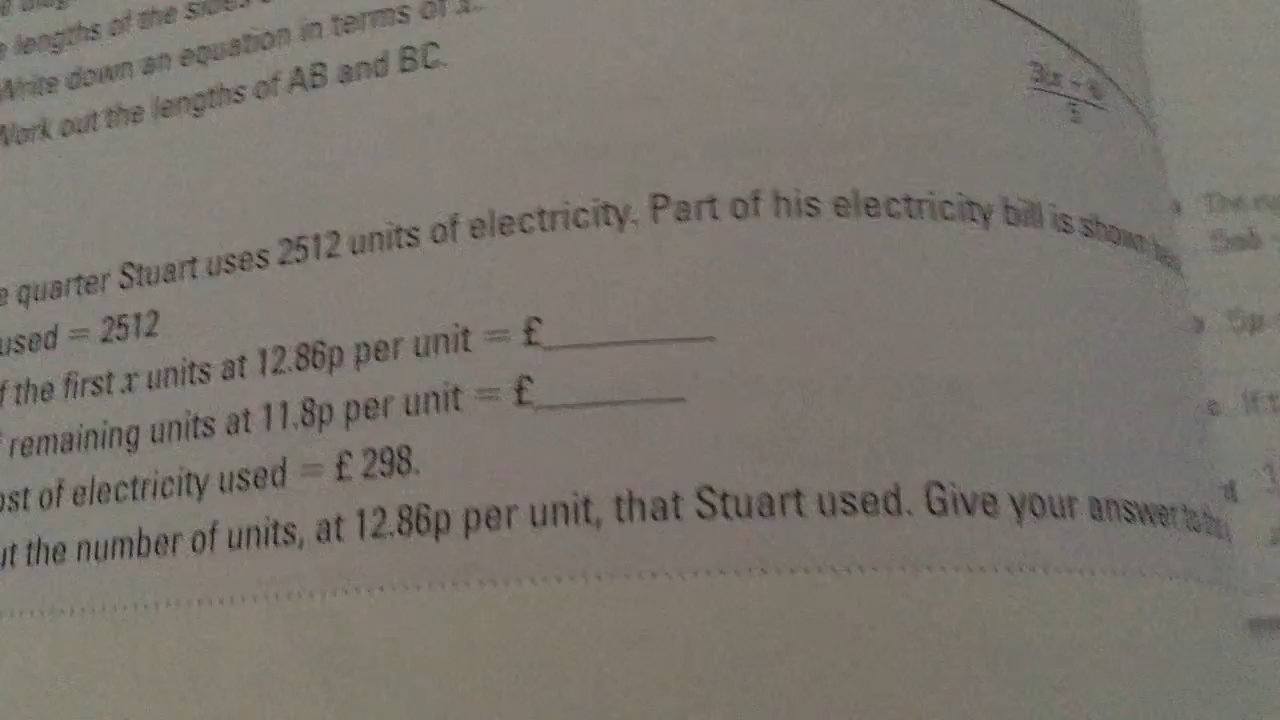 lengths of the sides
Write down an equation in terms of x.
Work out the lengths of AB and BC.
5
quarter Stuart uses 2512 units of electricity. Part of his electricity bill is shown
used = 2512
f the first x units at 12.86p per unit = £
remaining units at 11.8p per unit = £
ost of electricity used = £ 298.
ut the number of units, at 12.86p per unit, that Stuart used. Give your answer to